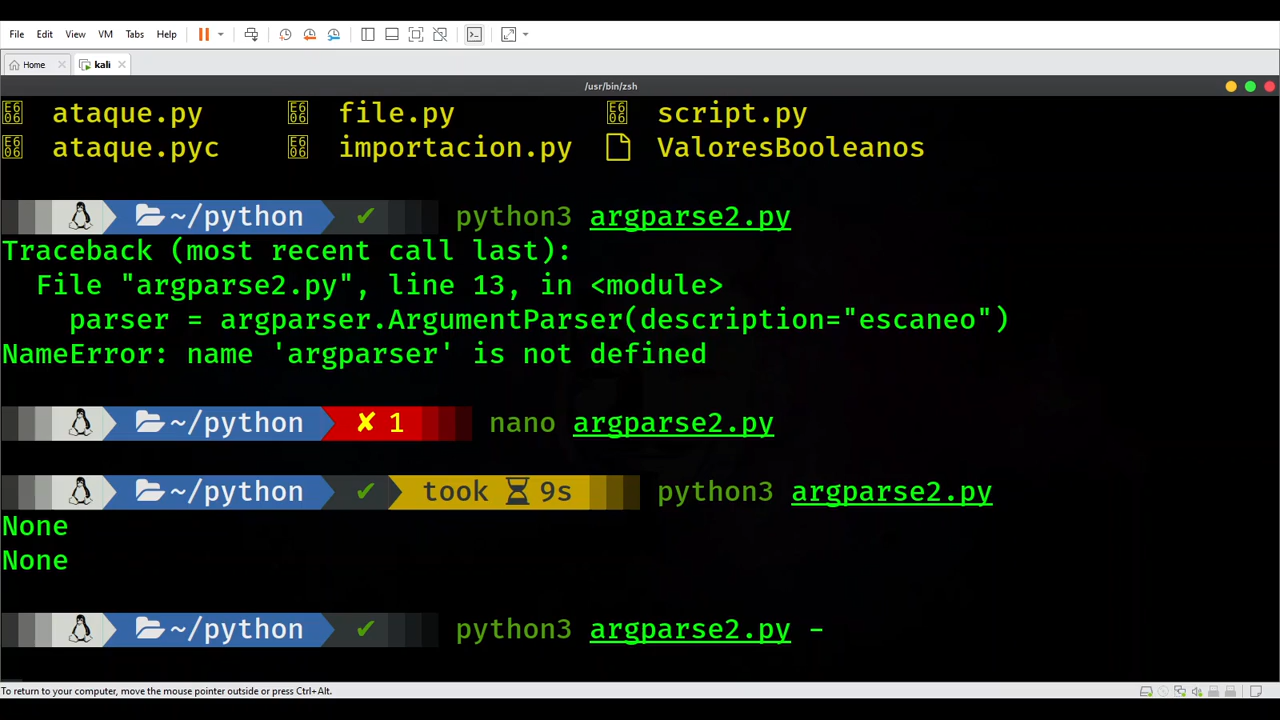 File Edit View VM Tabs Help
Home kali
/usr/bin/zsh
ataque.py file.py script.py
ataque.pyc importacion.py ValoresBooleanos
~/python ✔ python3 argparse2.py
Traceback (most recent call last):
File "argparse2.py", line 13, in <module>
parser = argparser.ArgumentParser(description="escaneo")
NameError: name 'argparser' is not defined
~/python ✘ 1 nano argparse2.py
~/python ✔ took 9s python3 argparse2.py
None
None
~/python ✔ python3 argparse2.py -
To return to your computer, move the mouse pointer outside or press Ctrl+Alt.